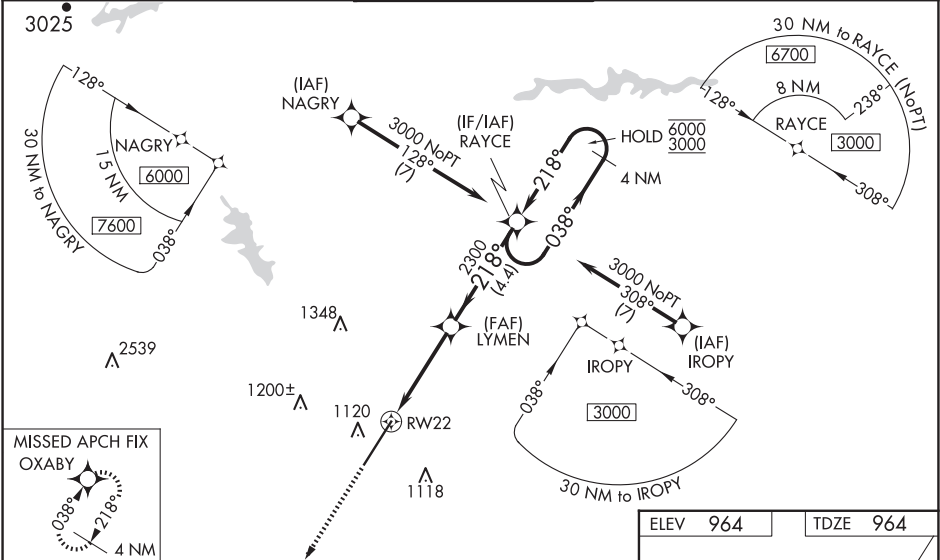 3025
128°
NAGRY
15 NM
6000
7600
30 NM to NAGRY
038°
(IAF)
NAGRY
3000 NoPT
128°
(7)
(IF/IAF)
RAYCE
218°
038°
HOLD
6000
3000
4 NM
30 NM to RAYCE (NoPT)
6700
8 NM
128°
238°
RAYCE
3000
308°
2300
218°
(4.4)
(FAF)
LYMEN
3000 NoPT
308°
(7)
(IAF)
IROPY
IROPY
038°
308°
3000
30 NM to IROPY
1348
2539
1200±
1120
RW22
1118
MISSED APCH FIX
OXABY
038°
218°
4 NM
ELEV 964
TDZE 964